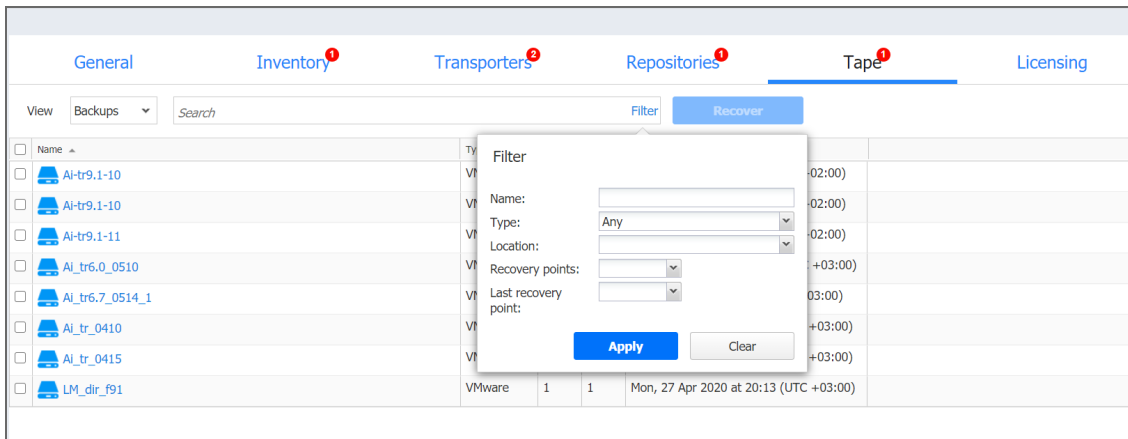 General Inventory 1 Transporters 2 Repositories 1 Tape 1 Licensing
View Backups Search Filter Recover
Name
Filter
Ai-tr9.1-10 02:00)
Name:
Ai-tr9.1-10 02:00)
Type: Any
Ai-tr9.1-11 02:00)
Location:
Ai_tr6.0_0510 +03:00)
Recovery points:
Ai_tr6.7_0514_1 03:00)
Last recovery
point:
Ai_tr_0410 +03:00)
Apply Clear
Ai_tr_0415 +03:00)
LM_dir_f91 VMware 1 1 Mon, 27 Apr 2020 at 20:13 (UTC +03:00)